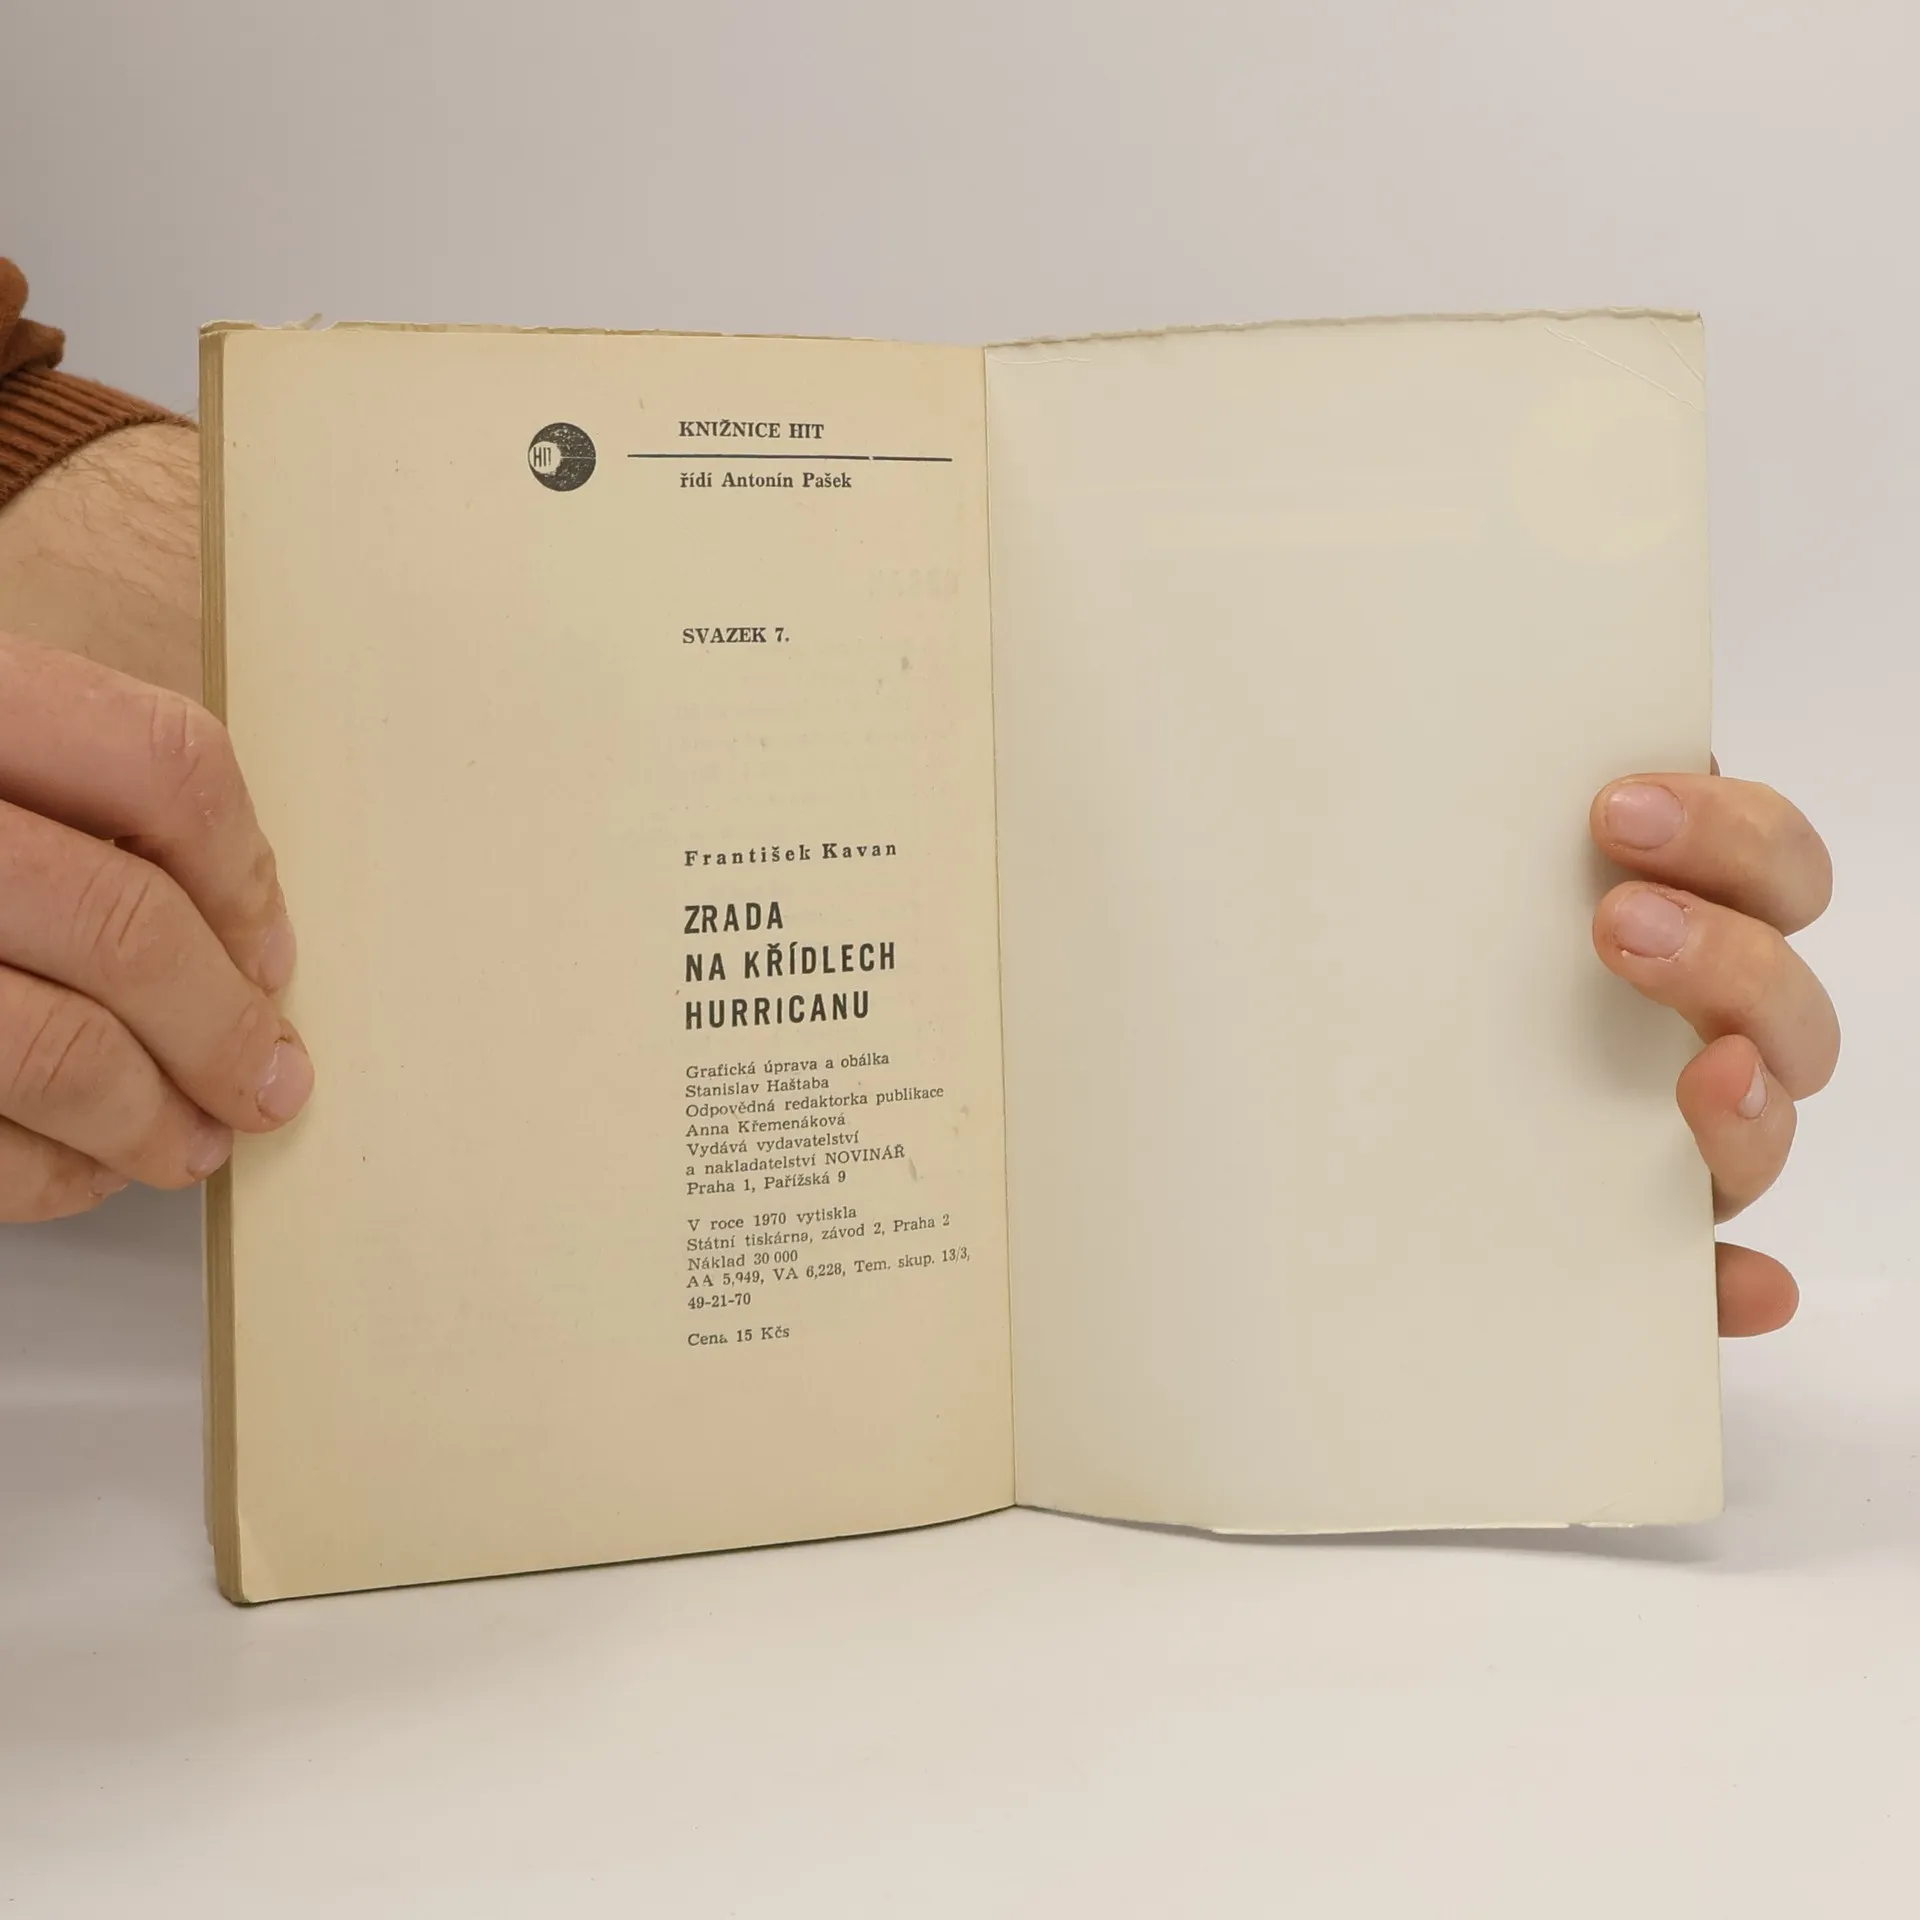 HIT
KNIŽNICE HIT
řídí Antonín Pašek
SVAZEK 7.
František Kavan
ZRADA
NA KŘÍDLECH
HURRICANU
Grafická úprava a obálka
Stanislav Haštaba
Odpovědná redaktorka publikace
Anna Křemenáková
Vydává vydavatelství
a nakladatelství NOVINÁŘ
Praha 1, Pařížská 9
V roce 1970 vytiskla
Státní tiskárna, závod 2, Praha 2
Náklad 30 000
AA 5,949, VA 6,228, Tem. skup. 13/3,
49-21-70
Cena 15 Kčs